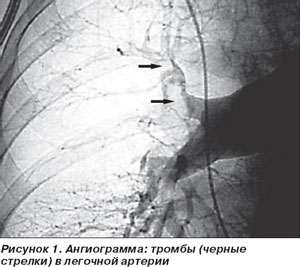 Рисунок 1. Ангиограмма: тромбы (черные
стрелки) в легочной артерии